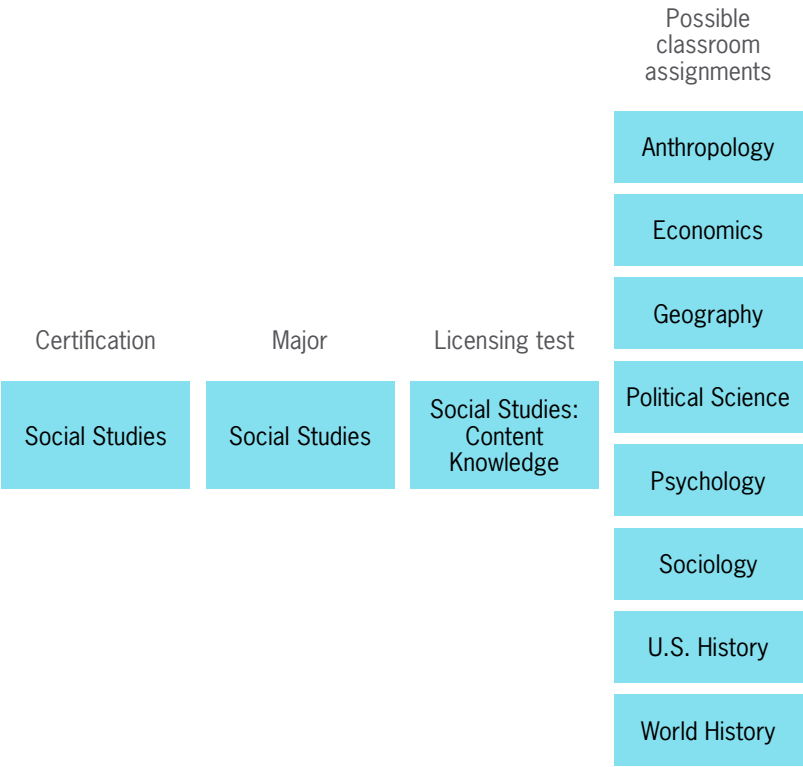 Possible
classroom
assignments
Anthropology
Economics
Geography
Certification
Major
Licensing test
Political Science
Social Studies
Social Studies
Social Studies:
Content
Knowledge
Psychology
Sociology
U.S. History
World History